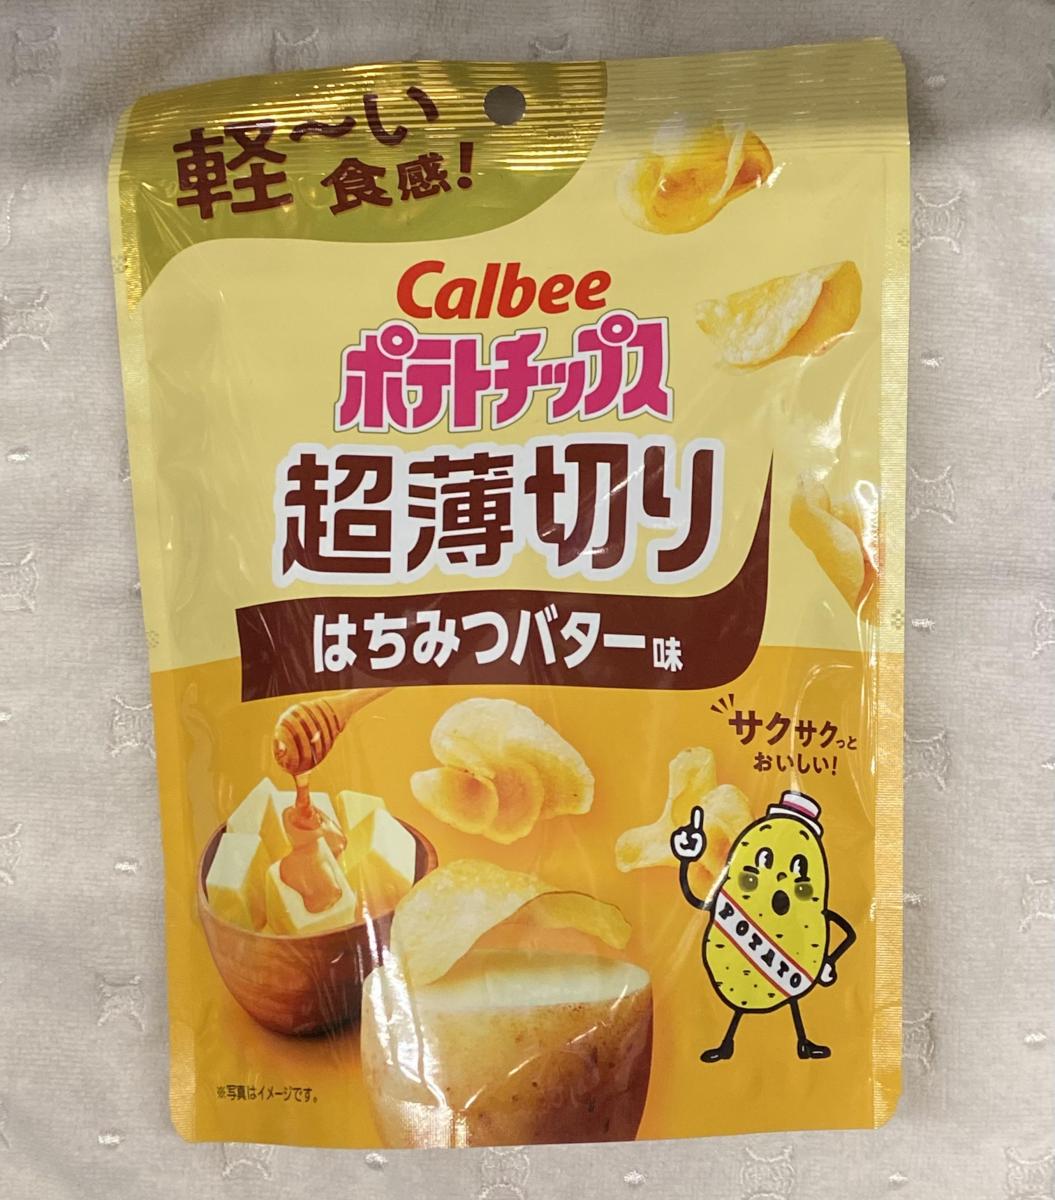 軽～い
食感!
Calbee
ポテトチップス
超薄切り
はちみつバター味
サクサクっと
おいしい!
POTATO
※写真はイメージです。